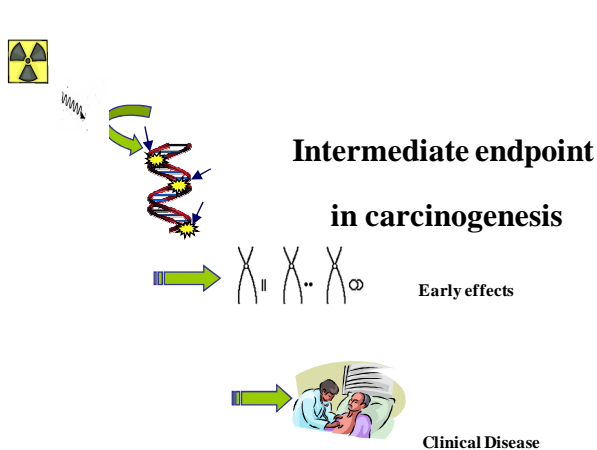 Intermediate endpoint
in carcinogenesis
Early effects
Clinical Disease